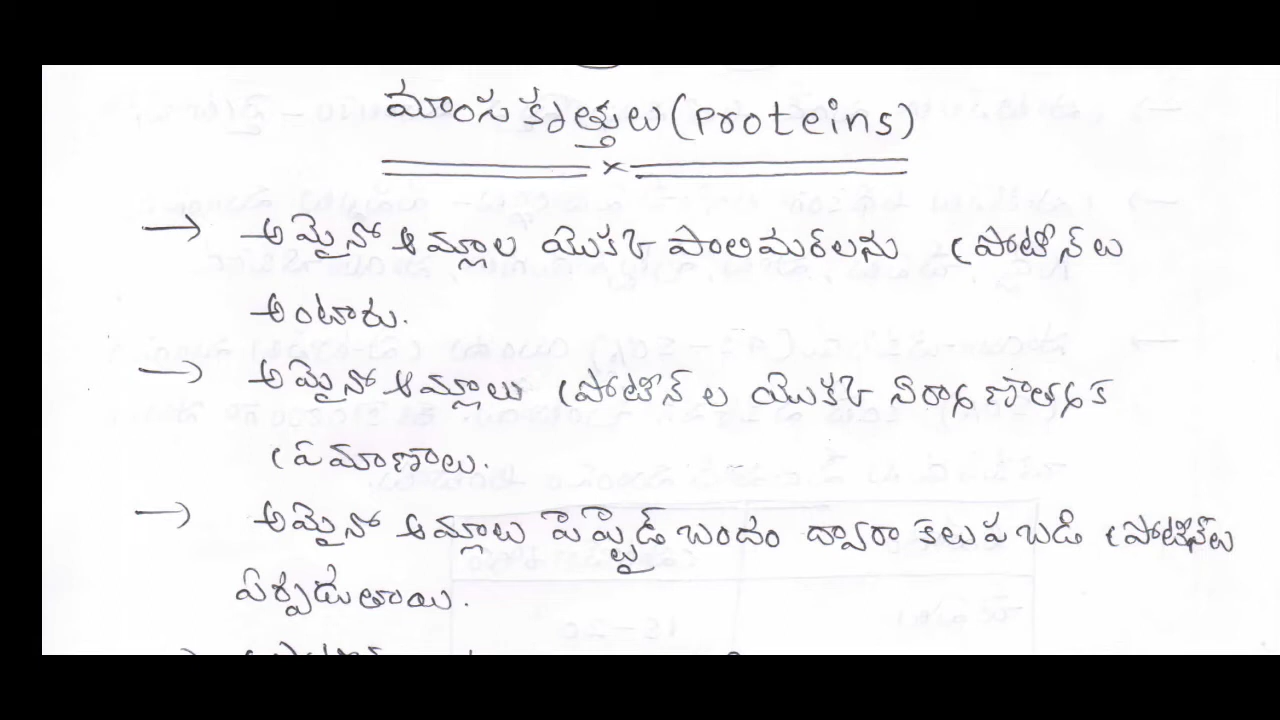 మాంసకృత్తులు (Proteins)
→ అమైనో ఆమ్లాల యొక్క పాలిమర్‌లను ప్రోటీన్‌లు
అంటారు.
→ అమైనో ఆమ్లాలు ప్రోటీన్‌ల యొక్క నిర్మాణాత్మక
ప్రమాణాలు.
→ అమైనో ఆమ్లాలు పెప్టైడ్ బందం ద్వారా కలుపబడి ప్రోటీన్‌లు
ఏర్పడుతాయి.